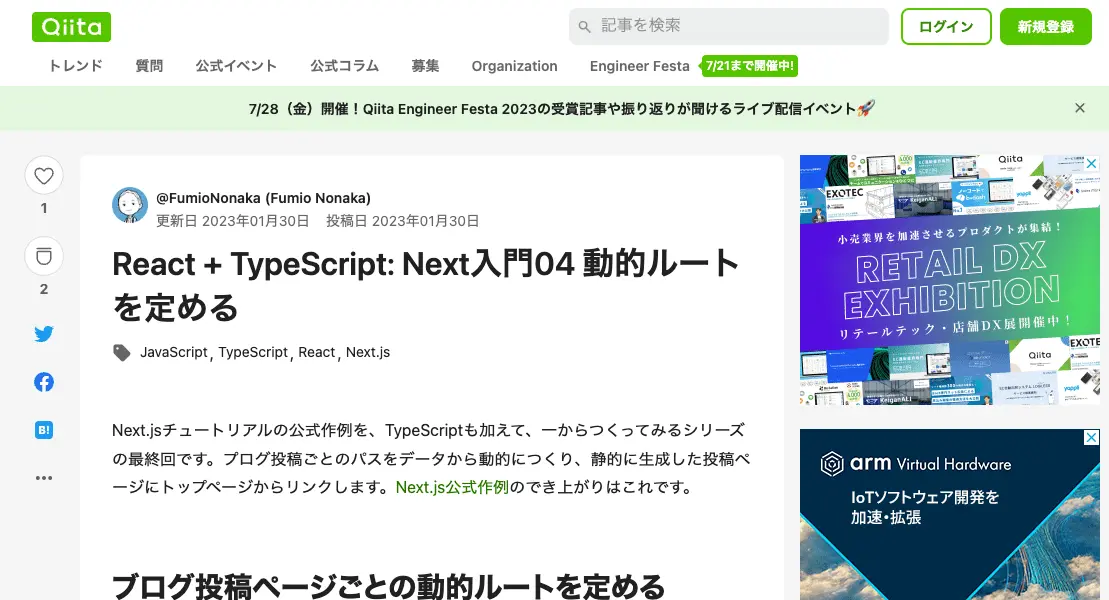 Qiita
記事を検索
ログイン
新規登録
トレンド 質問 公式イベント 公式コラム 募集 Organization Engineer Festa 7/21まで開催中!
7/28（金）開催！Qiita Engineer Festa 2023の受賞記事や振り返りが聞けるライブ配信イベント🚀
@FumioNonaka (Fumio Nonaka)
更新日 2023年01月30日 投稿日 2023年01月30日
1
2
React + TypeScript: Next入門04 動的ルート
を定める
JavaScript, TypeScript, React, Next.js
B!
Next.jsチュートリアルの公式作例を、TypeScriptも加えて、一からつくってみるシリーズ
の最終回です。ブログ投稿ごとのパスをデータから動的につくり、静的に生成した投稿ペ
ージにトップページからリンクします。Next.js公式作例のでき上がりはこれです。
ブログ投稿ページごとの動的ルートを定める
Qiita
EXOTEC
KeiganALI
yappli
小売業界を加速させるプロダクトが集結！
RETAIL DX
EXHIBITION
リテールテック・店舗DX展開催中！
Qiita
EXOTEC
KeiganALI
yappli
arm Virtual Hardware
IoTソフトウェア開発を
加速・拡張